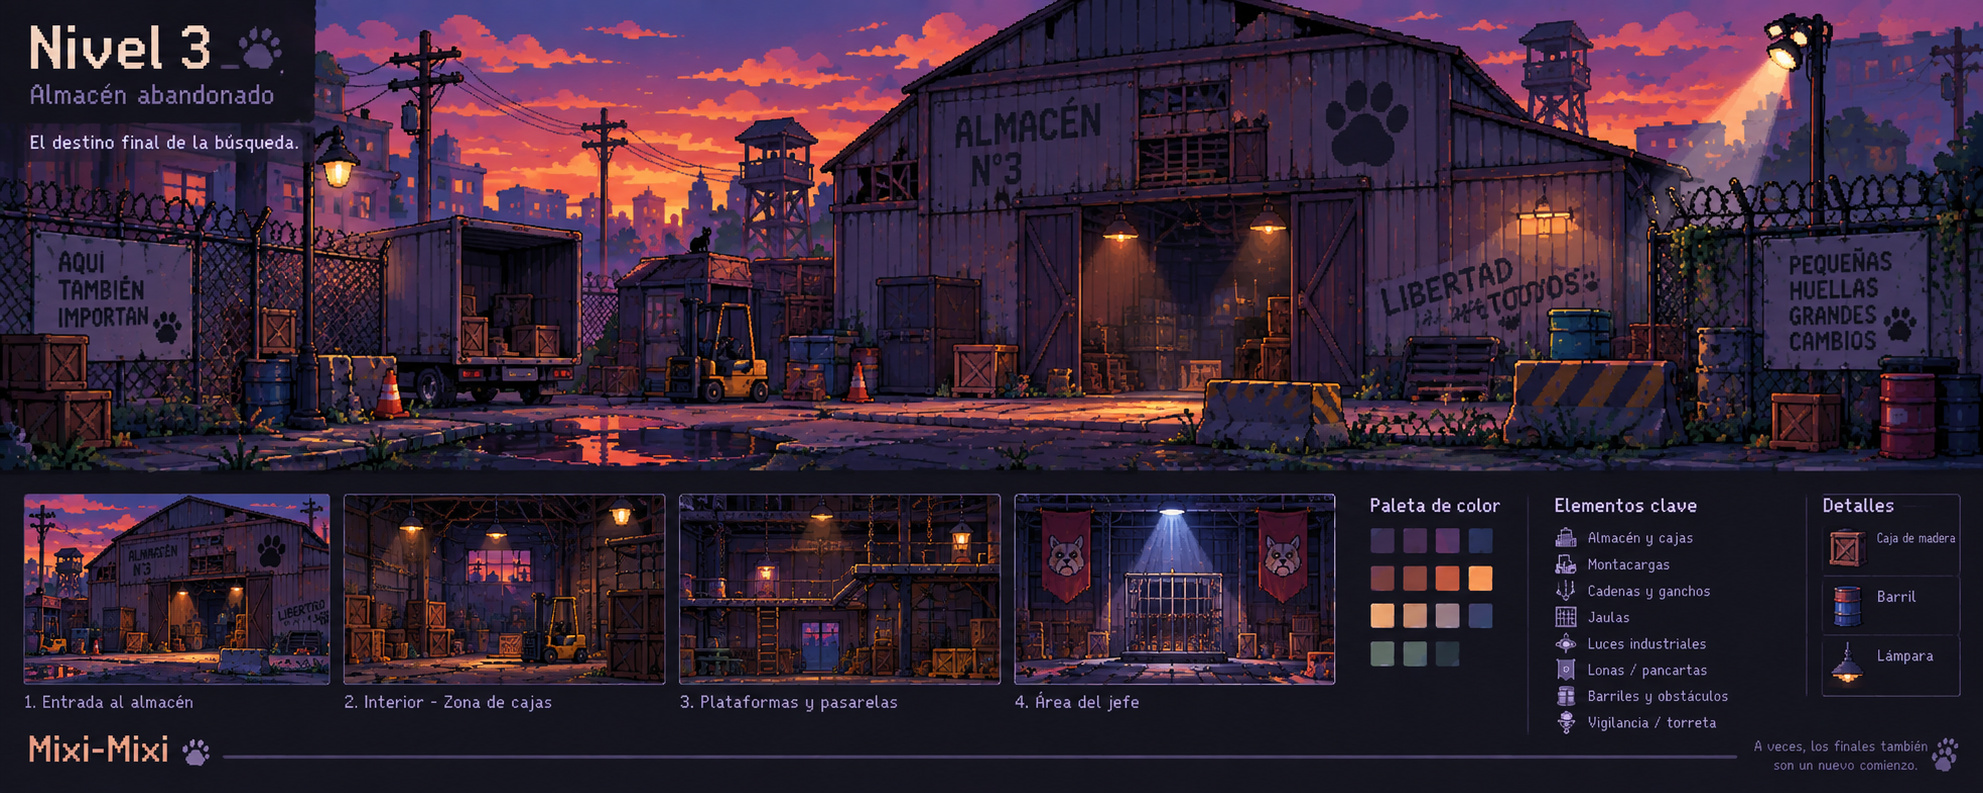 Nivel 3_
Almacén abandonado
El destino final de la búsqueda.
AQUÍ
TAMBIÉN
IMPORTAN
ALMACÉN
Nº3
LIBERTAD
PEQUEÑAS
HUELLAS
GRANDES
CAMBIOS
ALMACÉN
Nº3
1. Entrada al almacén
2. Interior - Zona de cajas
3. Plataformas y pasarelas
4. Área del jefe
Paleta de color
Elementos clave
Almacén y cajas
Montacargas
Cadenas y ganchos
Jaulas
Luces industriales
Lonas / pancartas
Barriles y obstáculos
Vigilancia / torreta
Detalles
Caja de madera
Barril
Lámpara
Mixi-Mixi
A veces, los finales también
son un nuevo comienzo.